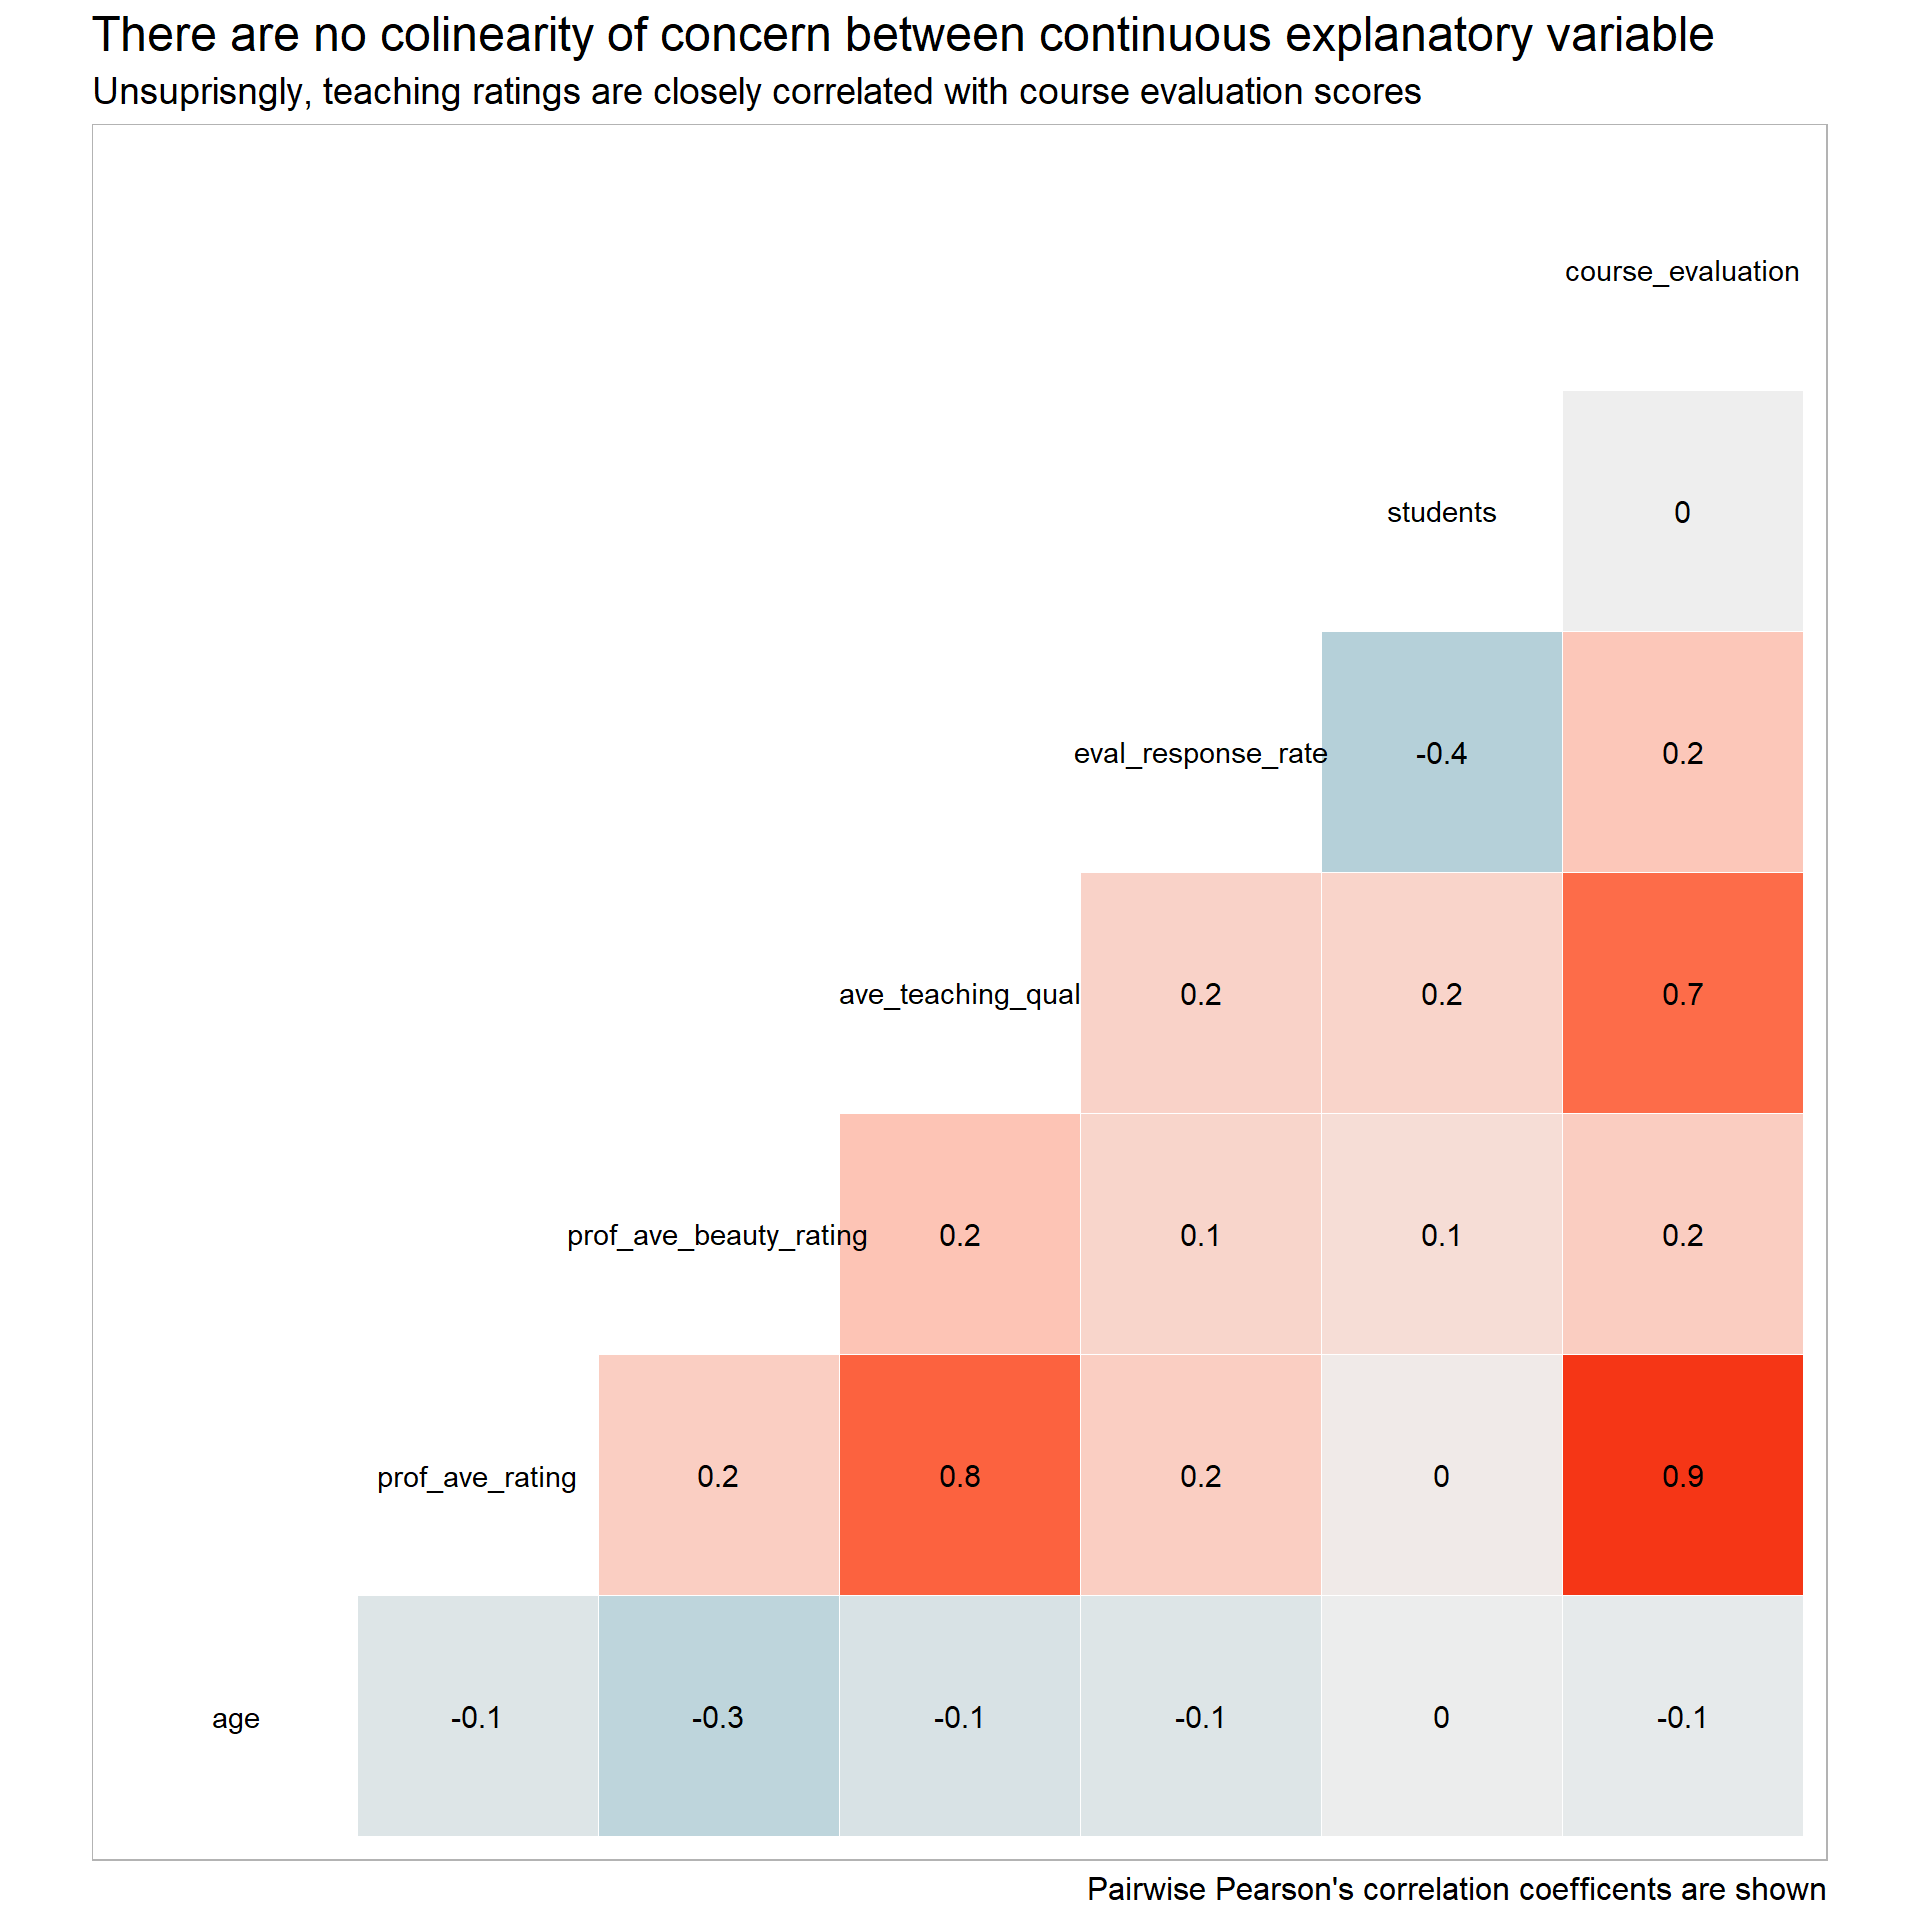 There are no colinearity of concern between continuous explanatory variable
Unsuprisngly, teaching ratings are closely correlated with course evaluation scores
course_evaluation
students 0
eval_response_rate -0.4 0.2
ave_teaching_qual 0.2 0.2 0.7
prof_ave_beauty_rating 0.2 0.1 0.1 0.2
prof_ave_rating 0.2 0.8 0.2 0 0.9
age -0.1 -0.3 -0.1 -0.1 0 -0.1
Pairwise Pearson's correlation coefficents are shown